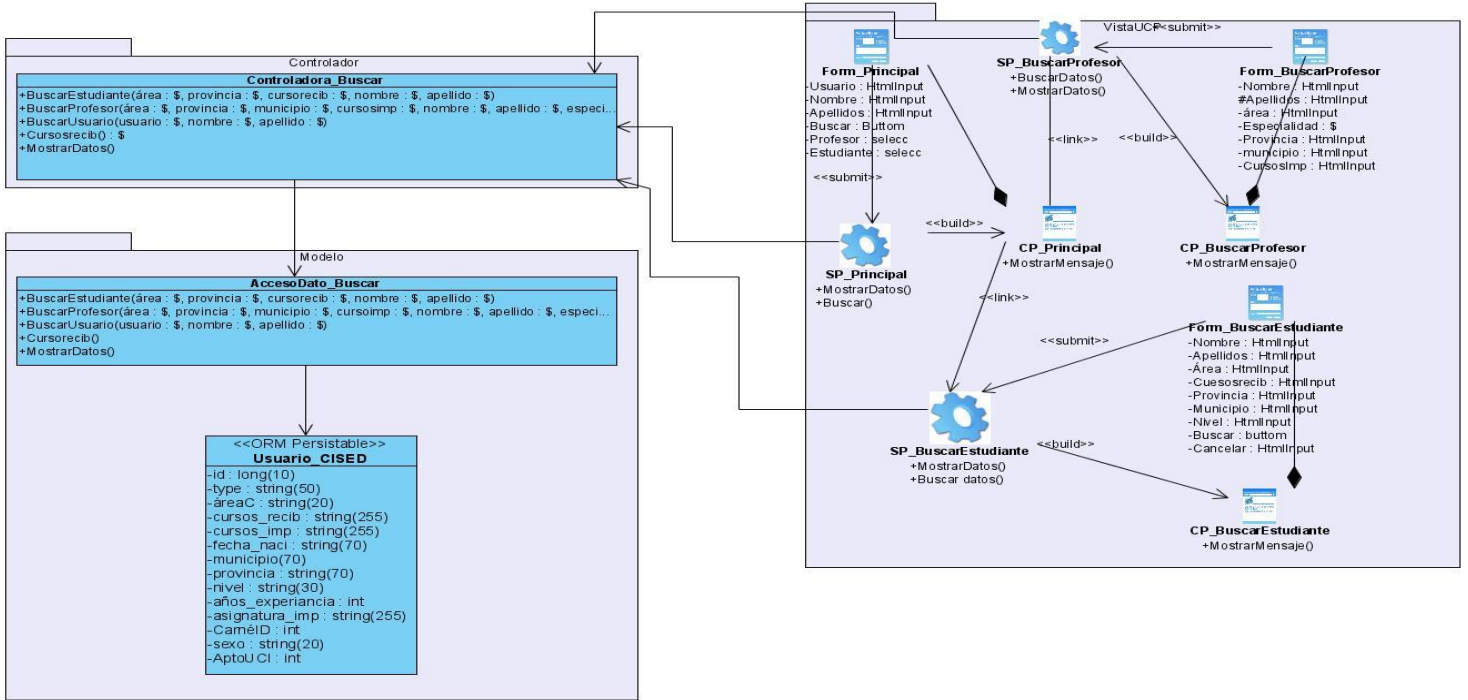 Controlador
Controladora_Buscar
+BuscarEstudiante(área : $, provincia : $, cursorecib : $, nombre : $, apellido : $)
+BuscarProfesor(área : $, provincia : $, municipio : $, cursosimp : $, nombre : $, apellido : $, especi...
+BuscarUsuario(usuario : $, nombre : $, apellido : $)
+Cursosrecib() : $
+MostrarDatos()
Modelo
AccesoDato_Buscar
+BuscarEstudiante(área : $, provincia : $, cursorecib : $, nombre : $, apellido : $)
+BuscarProfesor(área : $, provincia : $, municipio : $, cursoimp : $, nombre : $, apellido : $, especi...
+BuscarUsuario(usuario : $, nombre : $, apellido : $)
+Cursorecib()
+MostrarDatos()
<<ORM Persistable>>
Usuario_CISED
-id : long(10)
-type : string(50)
-áreaC : string(20)
-cursos_recib : string(255)
-cursos_imp : string(255)
-fecha_naci : string(70)
-municipio(70)
-provincia : string(70)
-nivel : string(30)
-años_experiancia : int
-asignatura_imp : string(255)
-CarnéID : int
-sexo : string(20)
-AptoUCI : int
VistaUCP
<<submit>>
Form_Principal
-Usuario : HtmlInput
-Nombre : HtmlInput
-Apellidos : HtmlInput
-Buscar : Buttom
-Profesor : selecc
-Estudiante : selecc
<<submit>>
SP_BuscarProfesor
+BuscarDatos()
+MostrarDatos()
<<link>>
<<build>>
Form_BuscarProfesor
-Nombre : HtmlInput
#Apellidos : HtmlInput
-área : HtmlInput
-Especialidad : $
-Provincia : HtmlInput
-municipio : HtmlInput
-CursosImp : HtmlInput
<<build>>
SP_Principal
+MostrarDatos()
+Buscar()
CP_Principal
+MostrarMensaje()
CP_BuscarProfesor
+MostrarMensaje()
<<link>>
<<submit>>
Form_BuscarEstudiante
-Nombre : HtmlInput
-Apellidos : HtmlInput
-Área : HtmlInput
-Cuesosrecib : HtmlInput
-Provincia : HtmlInput
-Municipio : HtmlInput
-Nivel : HtmlInput
-Buscar : buttom
-Cancelar : HtmlInput
SP_BuscarEstudiante
+MostrarDatos()
+Buscar datos()
<<build>>
CP_BuscarEstudiante
+MostrarMensaje()